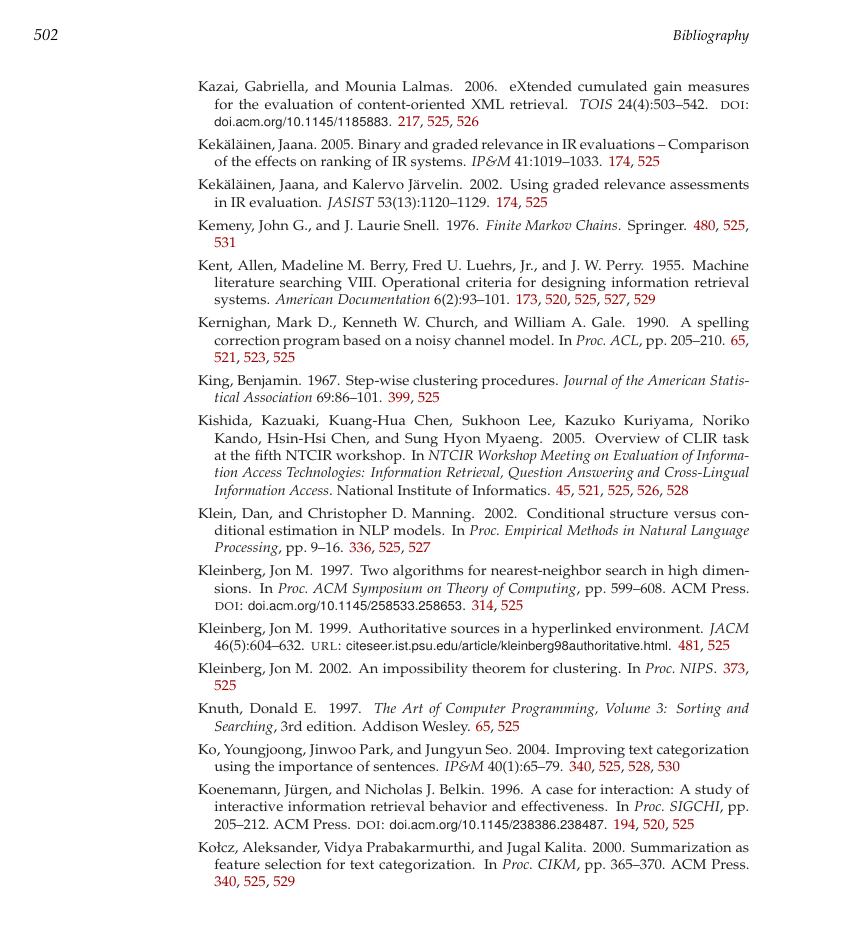 502 Bibliography
Kazai, Gabriella, and Mounia Lalmas. 2006. eXtended cumulated gain measures
for the evaluation of content-oriented XML retrieval. TOIS 24(4):503–542. DOI:
doi.acm.org/10.1145/1185883. 217, 525, 526
Kekäläinen, Jaana. 2005. Binary and graded relevance in IR evaluations – Comparison
of the effects on ranking of IR systems. IP&M 41:1019–1033. 174, 525
Kekäläinen, Jaana, and Kalervo Järvelin. 2002. Using graded relevance assessments
in IR evaluation. JASIST 53(13):1120–1129. 174, 525
Kemeny, John G., and J. Laurie Snell. 1976. Finite Markov Chains. Springer. 480, 525,
531
Kent, Allen, Madeline M. Berry, Fred U. Luehrs, Jr., and J. W. Perry. 1955. Machine
literature searching VIII. Operational criteria for designing information retrieval
systems. American Documentation 6(2):93–101. 173, 520, 525, 527, 529
Kernighan, Mark D., Kenneth W. Church, and William A. Gale. 1990. A spelling
correction program based on a noisy channel model. In Proc. ACL, pp. 205–210. 65,
521, 523, 525
King, Benjamin. 1967. Step-wise clustering procedures. Journal of the American Statis-
tical Association 69:86–101. 399, 525
Kishida, Kazuaki, Kuang-Hua Chen, Sukhoon Lee, Kazuko Kuriyama, Noriko
Kando, Hsin-Hsi Chen, and Sung Hyon Myaeng. 2005. Overview of CLIR task
at the fifth NTCIR workshop. In NTCIR Workshop Meeting on Evaluation of Informa-
tion Access Technologies: Information Retrieval, Question Answering and Cross-Lingual
Information Access. National Institute of Informatics. 45, 521, 525, 526, 528
Klein, Dan, and Christopher D. Manning. 2002. Conditional structure versus con-
ditional estimation in NLP models. In Proc. Empirical Methods in Natural Language
Processing, pp. 9–16. 336, 525, 527
Kleinberg, Jon M. 1997. Two algorithms for nearest-neighbor search in high dimen-
sions. In Proc. ACM Symposium on Theory of Computing, pp. 599–608. ACM Press.
DOI: doi.acm.org/10.1145/258533.258653. 314, 525
Kleinberg, Jon M. 1999. Authoritative sources in a hyperlinked environment. JACM
46(5):604–632. URL: citeseer.ist.psu.edu/article/kleinberg98authoritative.html. 481, 525
Kleinberg, Jon M. 2002. An impossibility theorem for clustering. In Proc. NIPS. 373,
525
Knuth, Donald E. 1997. The Art of Computer Programming, Volume 3: Sorting and
Searching, 3rd edition. Addison Wesley. 65, 525
Ko, Youngjoong, Jinwoo Park, and Jungyun Seo. 2004. Improving text categorization
using the importance of sentences. IP&M 40(1):65–79. 340, 525, 528, 530
Koenemann, Jürgen, and Nicholas J. Belkin. 1996. A case for interaction: A study of
interactive information retrieval behavior and effectiveness. In Proc. SIGCHI, pp.
205–212. ACM Press. DOI: doi.acm.org/10.1145/238386.238487. 194, 520, 525
Kołcz, Aleksander, Vidya Prabakarmurthi, and Jugal Kalita. 2000. Summarization as
feature selection for text categorization. In Proc. CIKM, pp. 365–370. ACM Press.
340, 525, 529